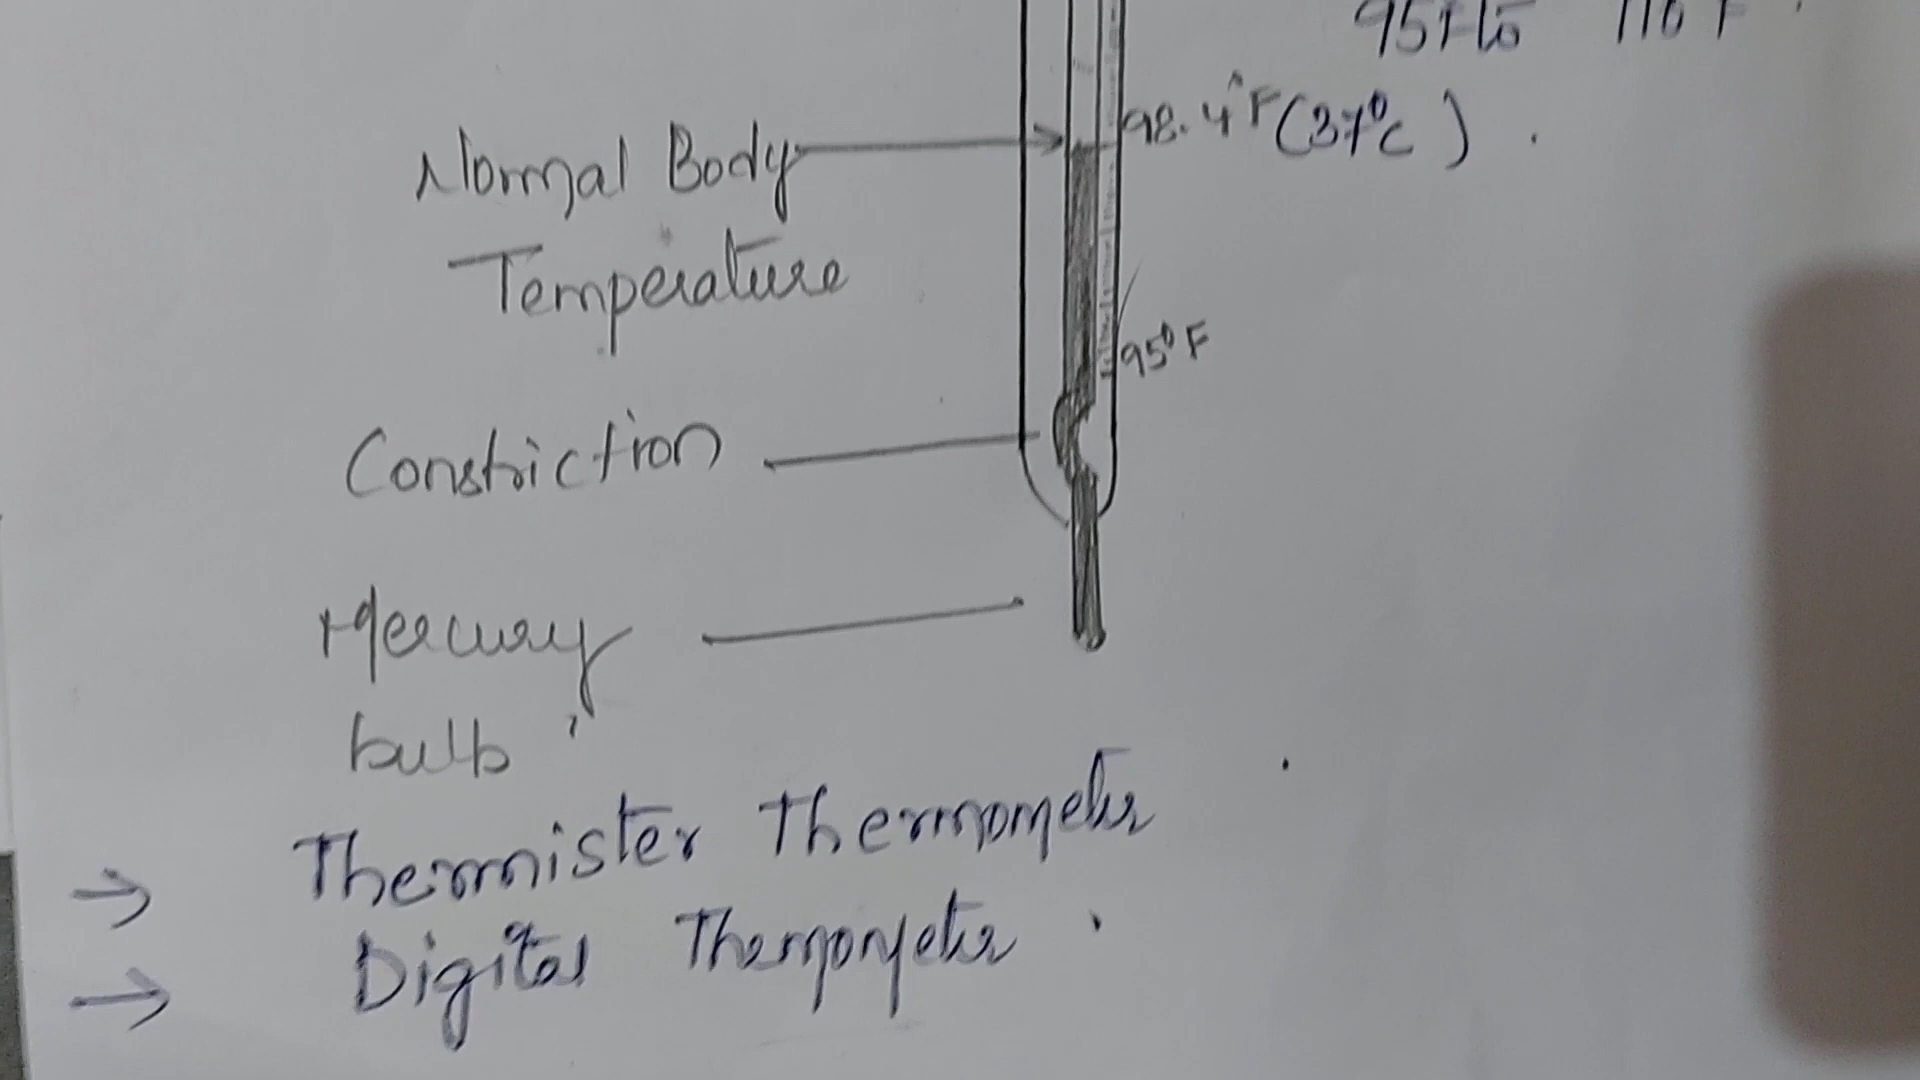 95F to 110 F.
98.4°F (37°C).
Normal Body
Temperature
95° F
Constriction
Mercury
bulb
→ Thermister Thermometer
→ Digital Thermometer.